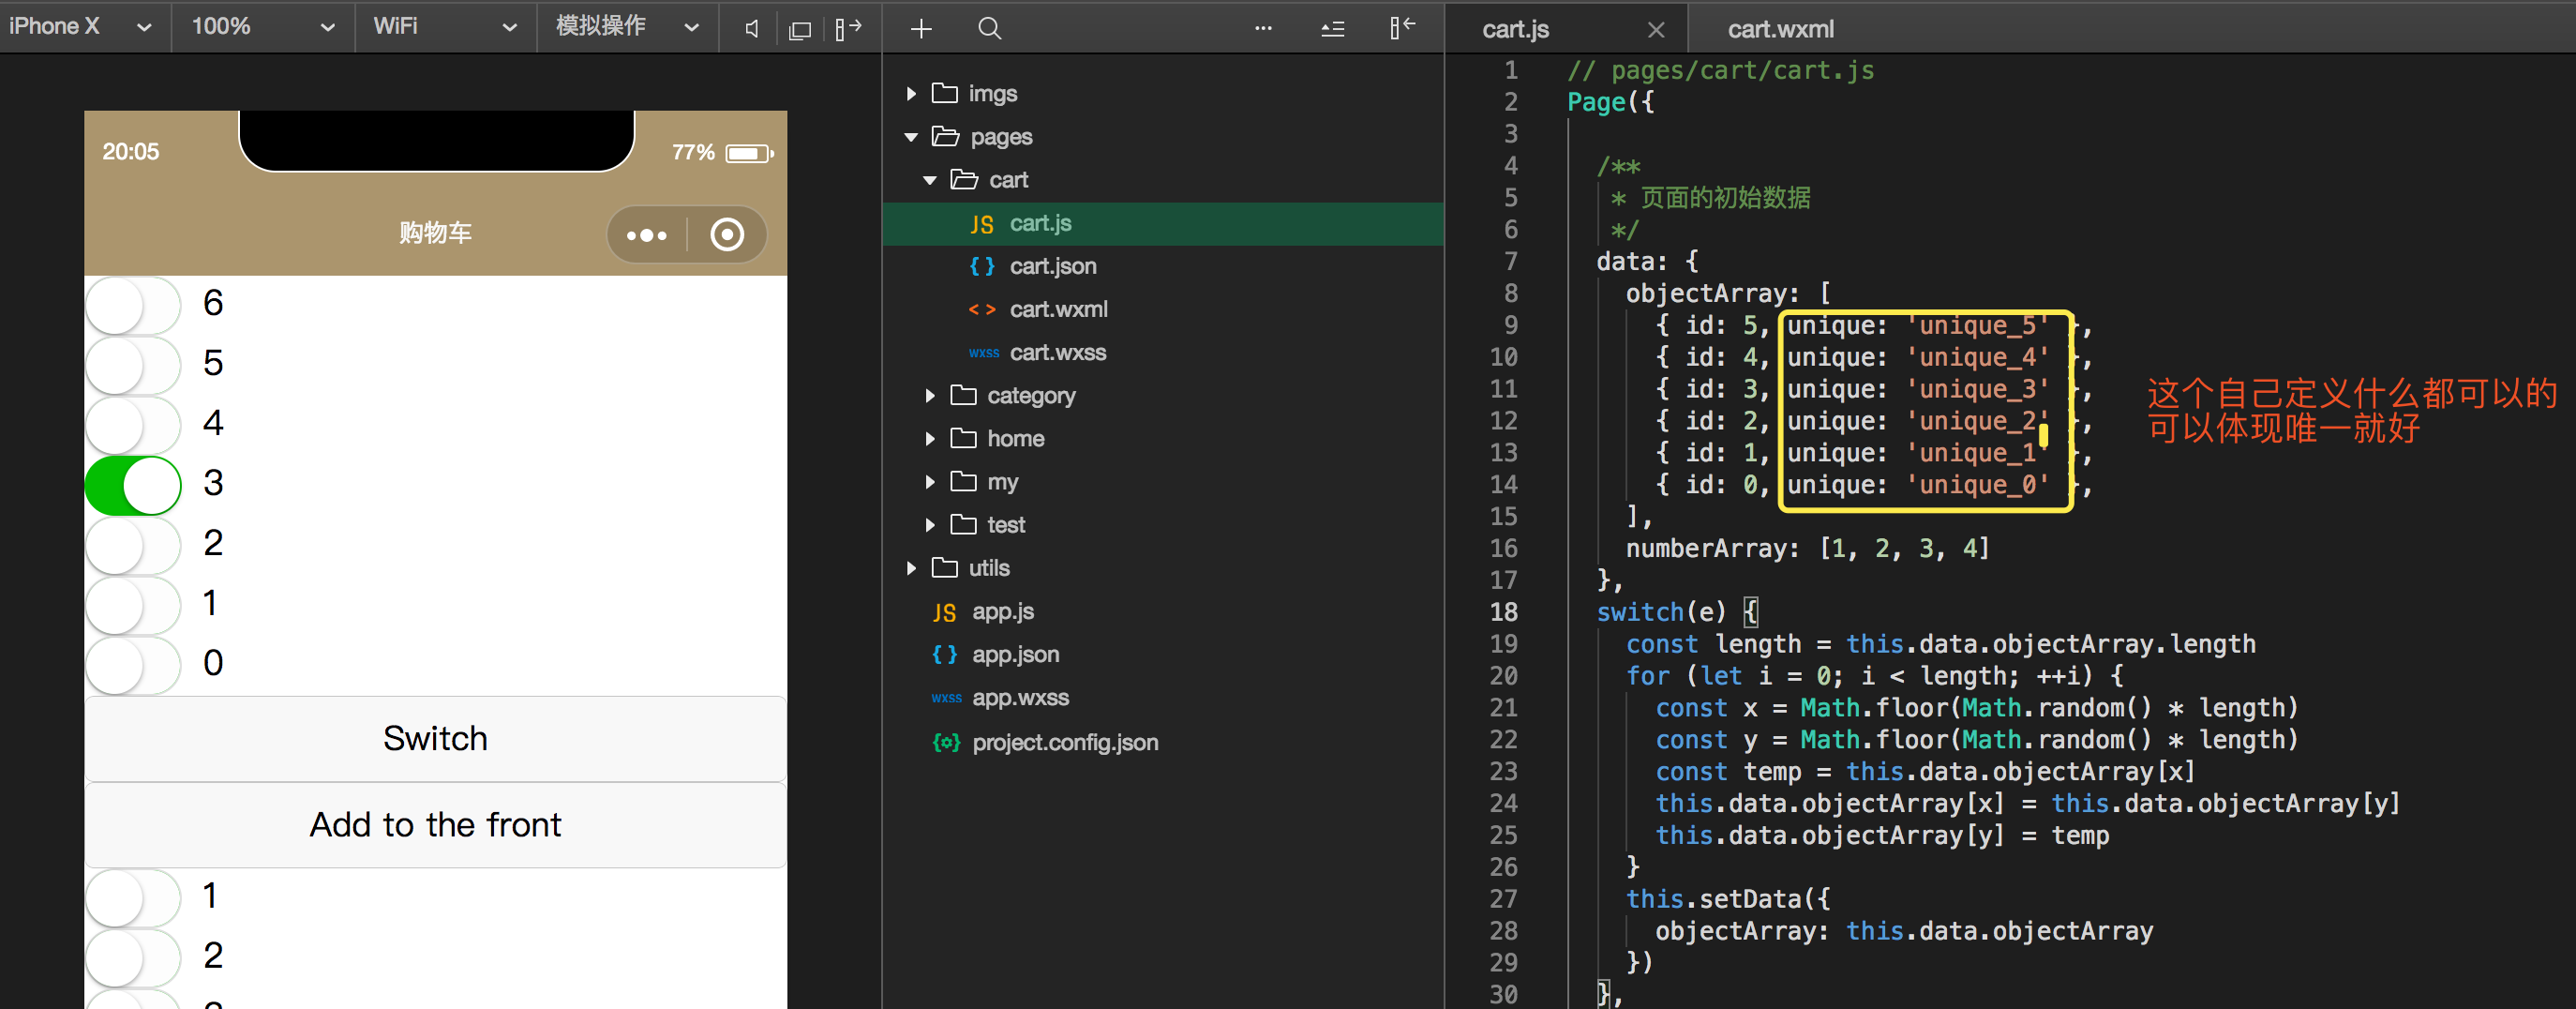 iPhone X
100%
WiFi
模拟操作
20:05
77%
购物车
6
5
4
3
2
1
0
Switch
Add to the front
1
2
imgs
pages
cart
JS cart.js
{ } cart.json
< > cart.wxml
wxss cart.wxss
category
home
my
test
utils
JS app.js
{ } app.json
wxss app.wxss
project.config.json
cart.js
cart.wxml
1 // pages/cart/cart.js
2 Page({
3
4 /**
5 * 页面的初始数据
6 */
7 data: {
8 objectArray: [
9 { id: 5, unique: 'unique_5' },
10 { id: 4, unique: 'unique_4' },
11 { id: 3, unique: 'unique_3' },
12 { id: 2, unique: 'unique_2' },
13 { id: 1, unique: 'unique_1' },
14 { id: 0, unique: 'unique_0' },
15 ],
16 numberArray: [1, 2, 3, 4]
17 },
18 switch(e) {
19 const length = this.data.objectArray.length
20 for (let i = 0; i < length; ++i) {
21 const x = Math.floor(Math.random() * length)
22 const y = Math.floor(Math.random() * length)
23 const temp = this.data.objectArray[x]
24 this.data.objectArray[x] = this.data.objectArray[y]
25 this.data.objectArray[y] = temp
26 }
27 this.setData({
28 objectArray: this.data.objectArray
29 })
30 },
这个自己定义什么都可以的
可以体现唯一就好